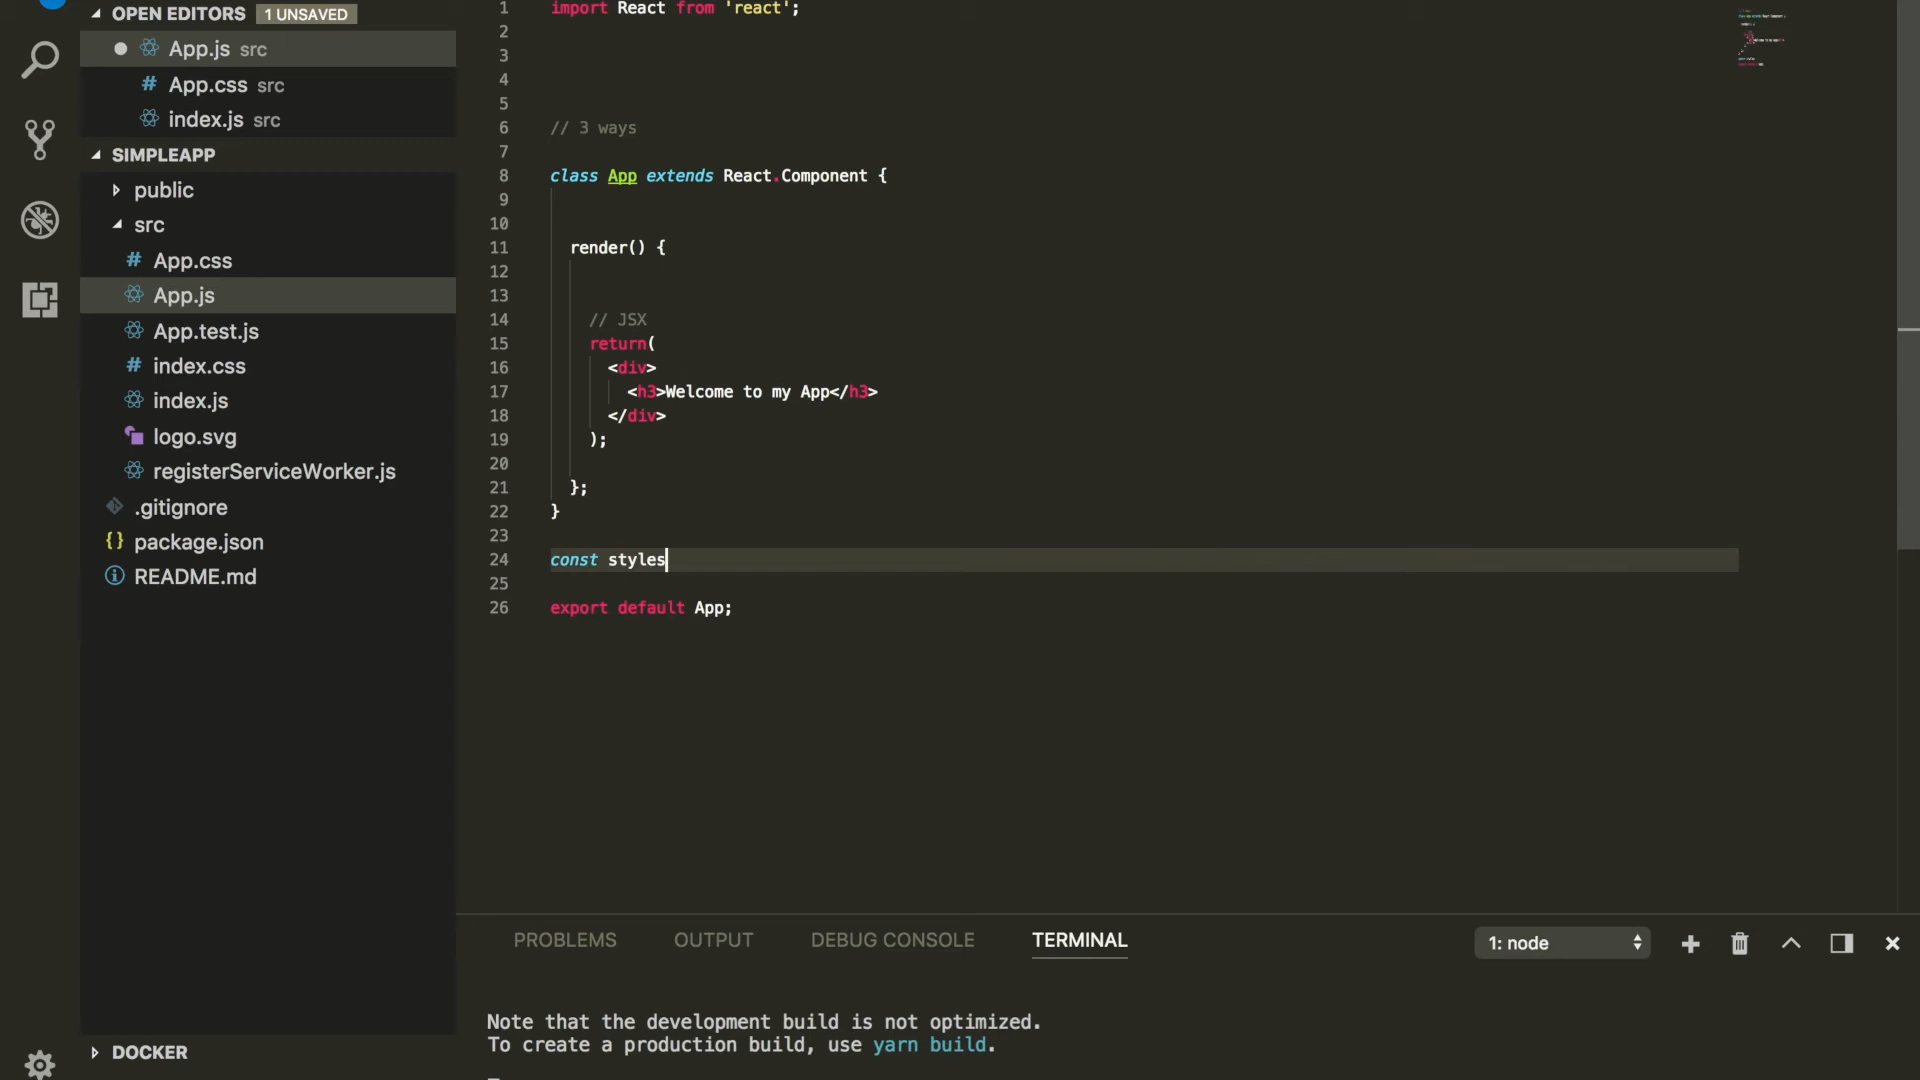 OPEN EDITORS 1 UNSAVED
App.js src
# App.css src
index.js src
SIMPLEAPP
public
src
# App.css
App.js
App.test.js
# index.css
index.js
logo.svg
registerServiceWorker.js
.gitignore
{} package.json
README.md
DOCKER
1 import React from 'react';
2
3
4
5
6 // 3 ways
7
8 class App extends React.Component {
9
10
11 render() {
12
13
14 // JSX
15 return(
16 <div>
17 <h3>Welcome to my App</h3>
18 </div>
19 );
20
21 };
22 }
23
24 const styles
25
26 export default App;
PROBLEMS OUTPUT DEBUG CONSOLE TERMINAL 1: node
Note that the development build is not optimized.
To create a production build, use yarn build.